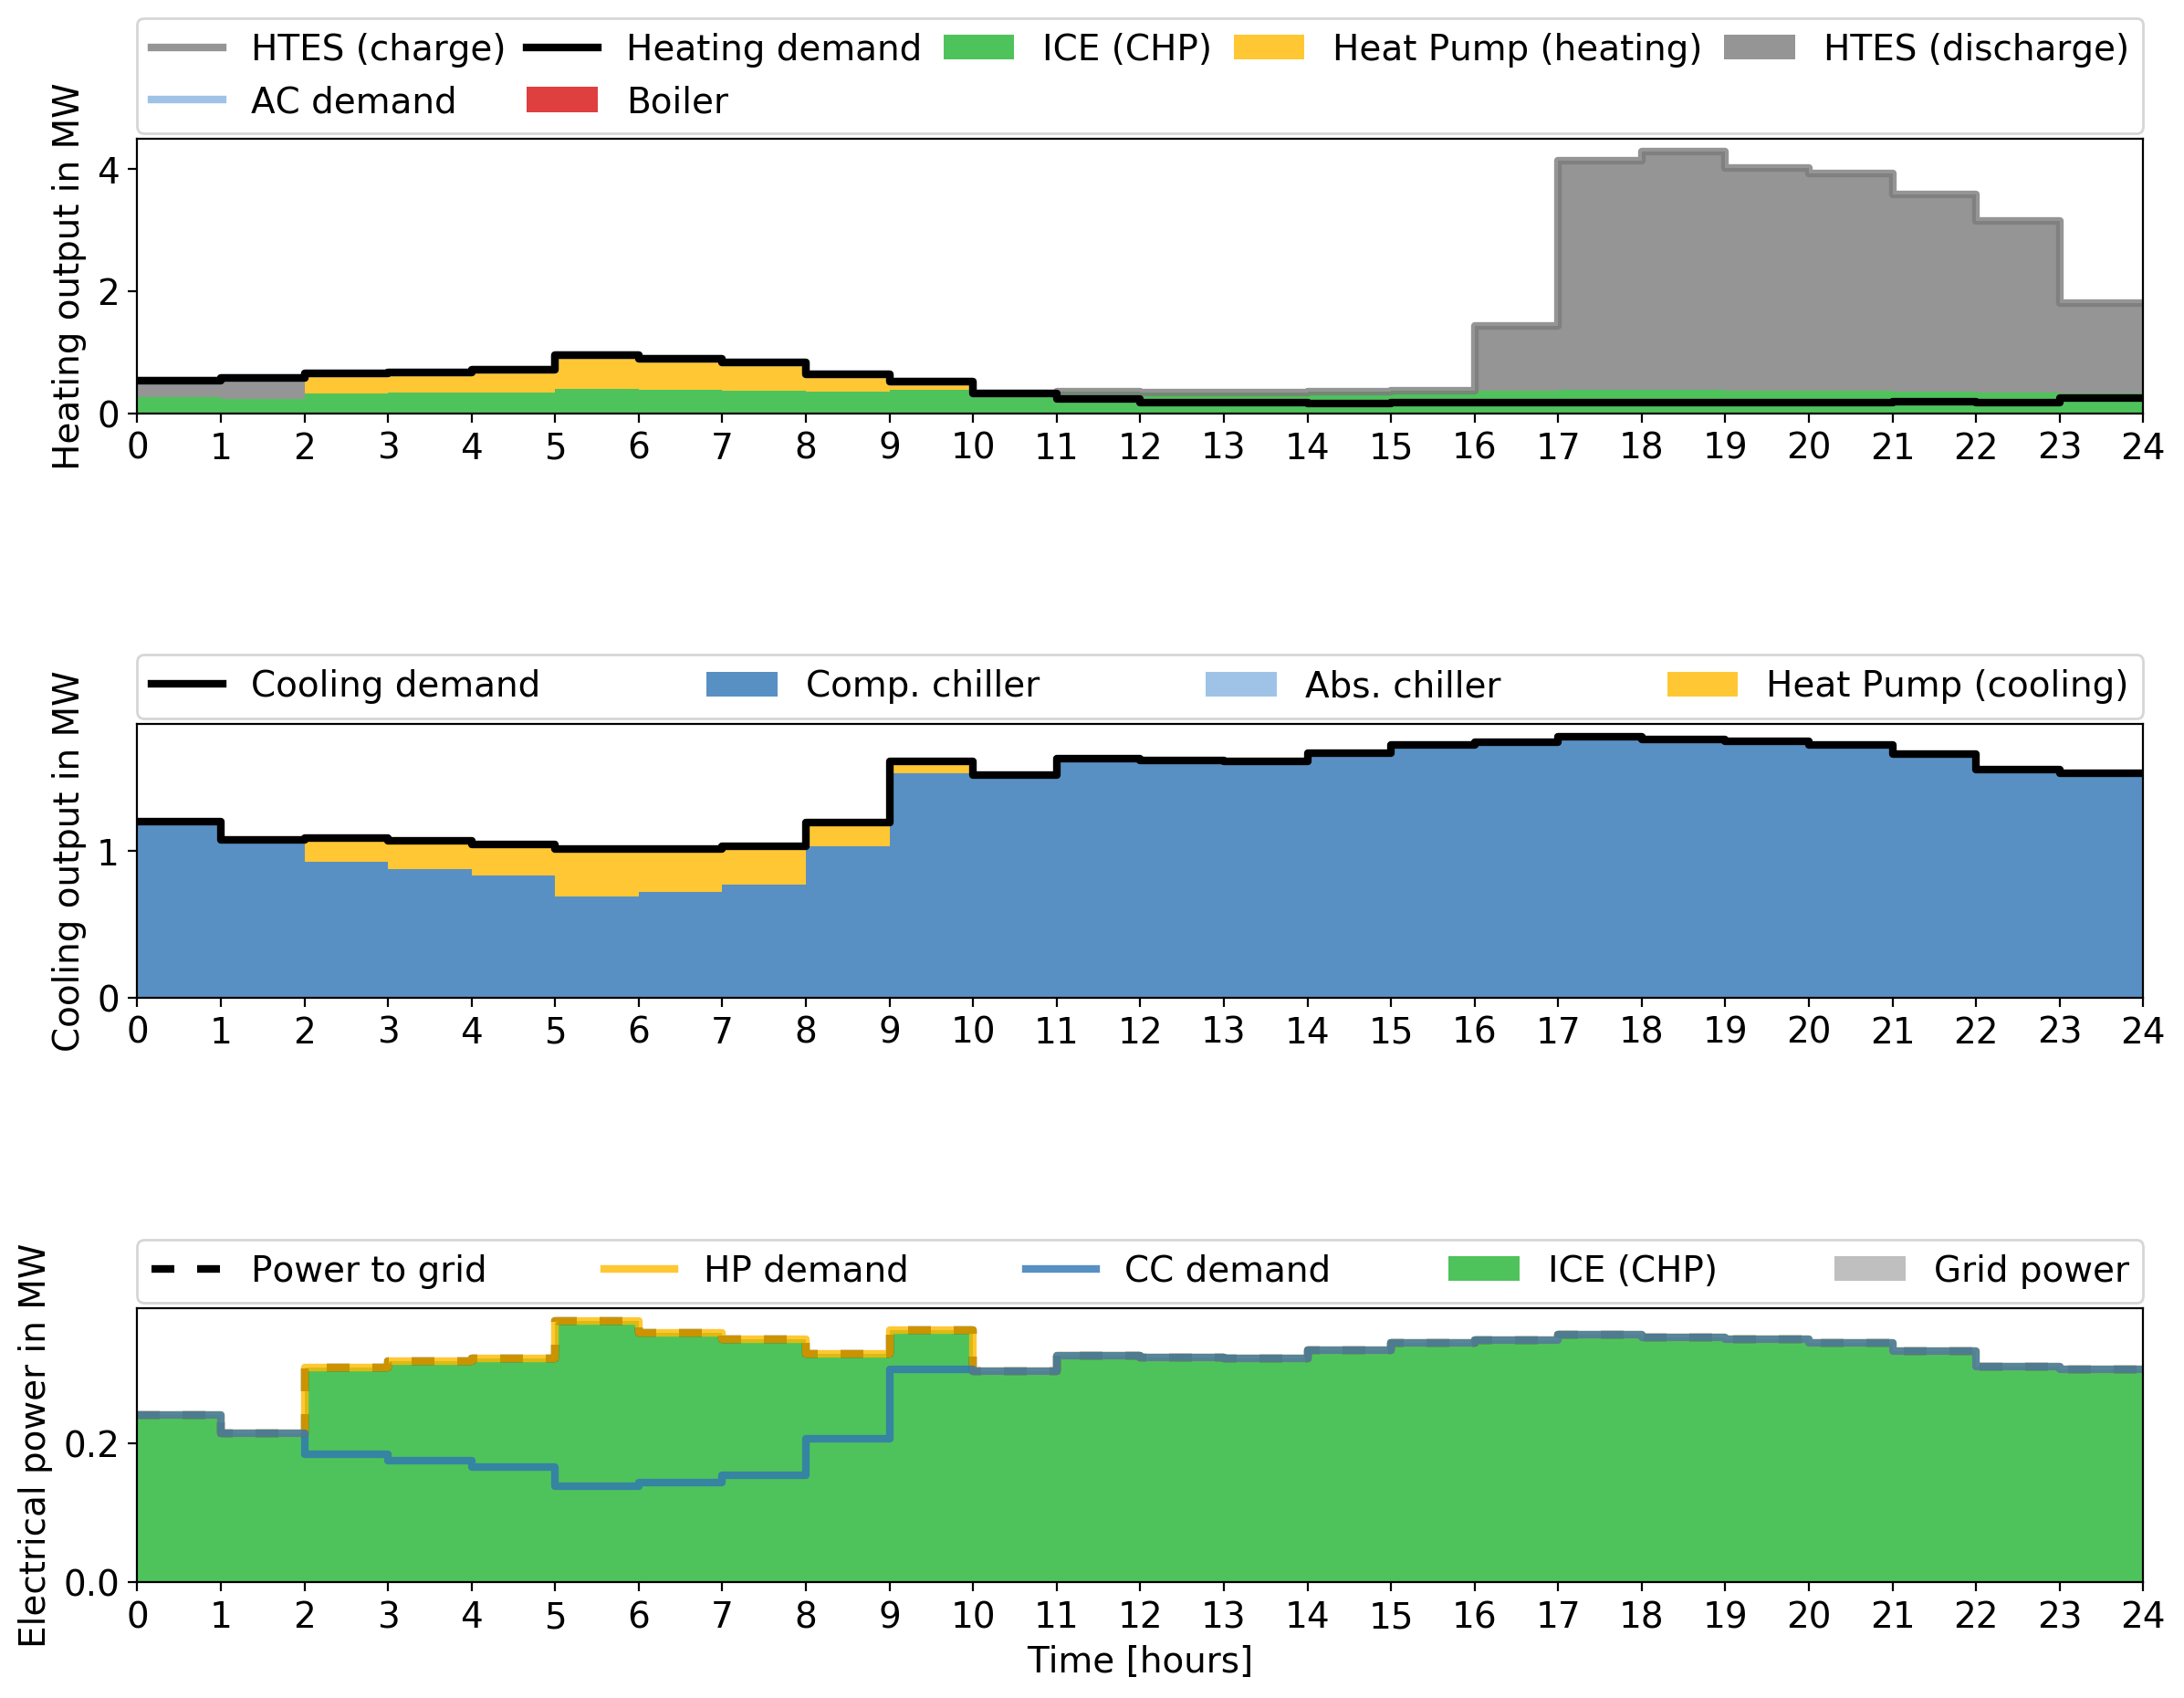 HTES (charge) Heating demand ICE (CHP) Heat Pump (heating) HTES (discharge)
AC demand Boiler
Heating output in MW
4
2
0
0 1 2 3 4 5 6 7 8 9 10 11 12 13 14 15 16 17 18 19 20 21 22 23 24
Cooling demand Comp. chiller Abs. chiller Heat Pump (cooling)
Cooling output in MW
1
0
0 1 2 3 4 5 6 7 8 9 10 11 12 13 14 15 16 17 18 19 20 21 22 23 24
Power to grid HP demand CC demand ICE (CHP) Grid power
Electrical power in MW
0.2
0.0
0 1 2 3 4 5 6 7 8 9 10 11 12 13 14 15 16 17 18 19 20 21 22 23 24
Time [hours]